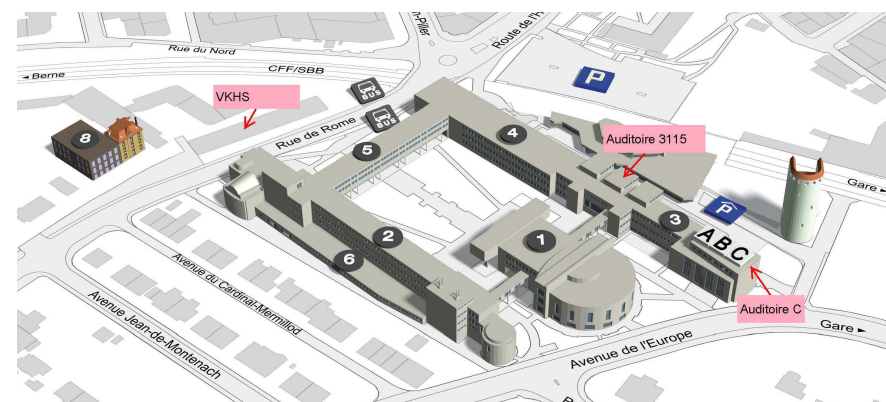 n-Piller
Route de l'H
Rue du Nord
CFF/SBB
◄ Berne
P
VKHS
BUS
BUS
Rue de Rome
8
4
Auditoire 3115
5
Gare ►
P
3
2
1
A B C
6
Avenue du Cardinal-Mermillod
Auditoire C
Avenue Jean-de-Montenach
Gare ►
Avenue de l'Europe
R